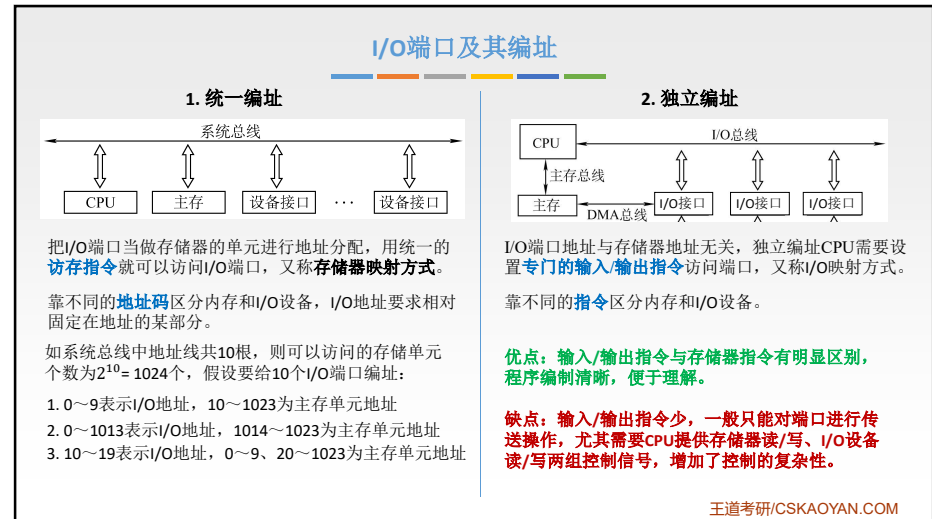 I/O端口及其编址
1. 统一编址
系统总线
CPU
主存
设备接口
···
设备接口
把I/O端口当做存储器的单元进行地址分配，用统一的
访存指令就可以访问I/O端口，又称存储器映射方式。
靠不同的地址码区分内存和I/O设备，I/O地址要求相对
固定在地址的某部分。
如系统总线中地址线共10根，则可以访问的存储单元
个数为2¹⁰= 1024个，假设要给10个I/O端口编址：
1. 0～9表示I/O地址，10～1023为主存单元地址
2. 0～1013表示I/O地址，1014～1023为主存单元地址
3. 10～19表示I/O地址，0～9、20～1023为主存单元地址
2. 独立编址
CPU
I/O总线
主存总线
主存
DMA总线
I/O接口
I/O接口
I/O接口
I/O端口地址与存储器地址无关，独立编址CPU需要设
置专门的输入/输出指令访问端口，又称I/O映射方式。
靠不同的指令区分内存和I/O设备。
优点：输入/输出指令与存储器指令有明显区别，
程序编制清晰，便于理解。
缺点：输入/输出指令少，一般只能对端口进行传
送操作，尤其需要CPU提供存储器读/写、I/O设备
读/写两组控制信号，增加了控制的复杂性。
王道考研/CSKAOYAN.COM